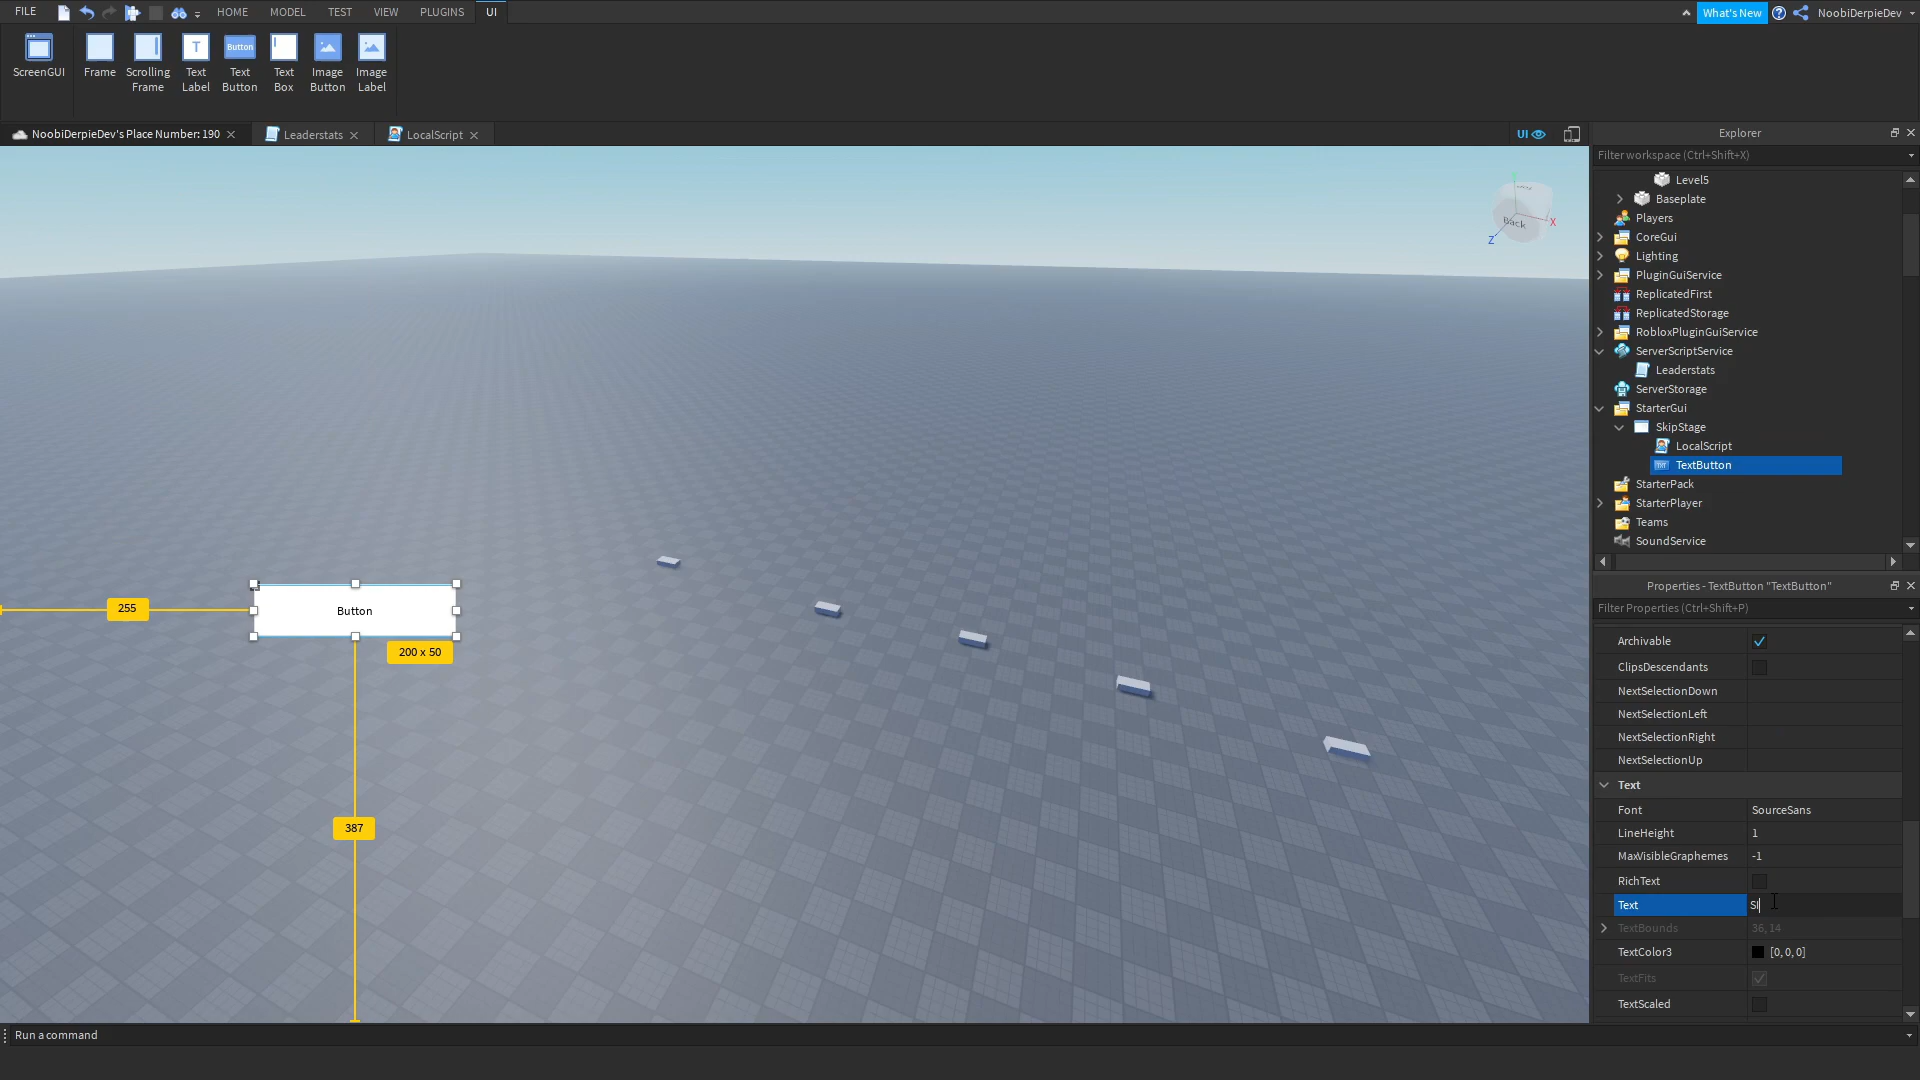 FILE
HOME
MODEL
TEST
VIEW
PLUGINS
UI
What's New
NoobiDerpieDev
ScreenGUI
Frame
Scrolling
Frame
T
Text
Label
Button
Text
Button
Text
Box
Image
Button
Image
Label
NoobiDerpieDev's Place Number: 190
Leaderstats
LocalScript
UI
Back
Y
X
Z
255
Button
200 x 50
387
Explorer
Filter workspace (Ctrl+Shift+X)
Level5
Baseplate
Players
CoreGui
Lighting
PluginGuiService
ReplicatedFirst
ReplicatedStorage
RobloxPluginGuiService
ServerScriptService
Leaderstats
ServerStorage
StarterGui
SkipStage
LocalScript
TextButton
StarterPack
StarterPlayer
Teams
SoundService
Properties - TextButton "TextButton"
Filter Properties (Ctrl+Shift+P)
Archivable
ClipsDescendants
NextSelectionDown
NextSelectionLeft
NextSelectionRight
NextSelectionUp
Text
Font SourceSans
LineHeight 1
MaxVisibleGraphemes -1
RichText
Text
TextBounds 36, 14
TextColor3 [0, 0, 0]
TextFits
TextScaled
Run a command